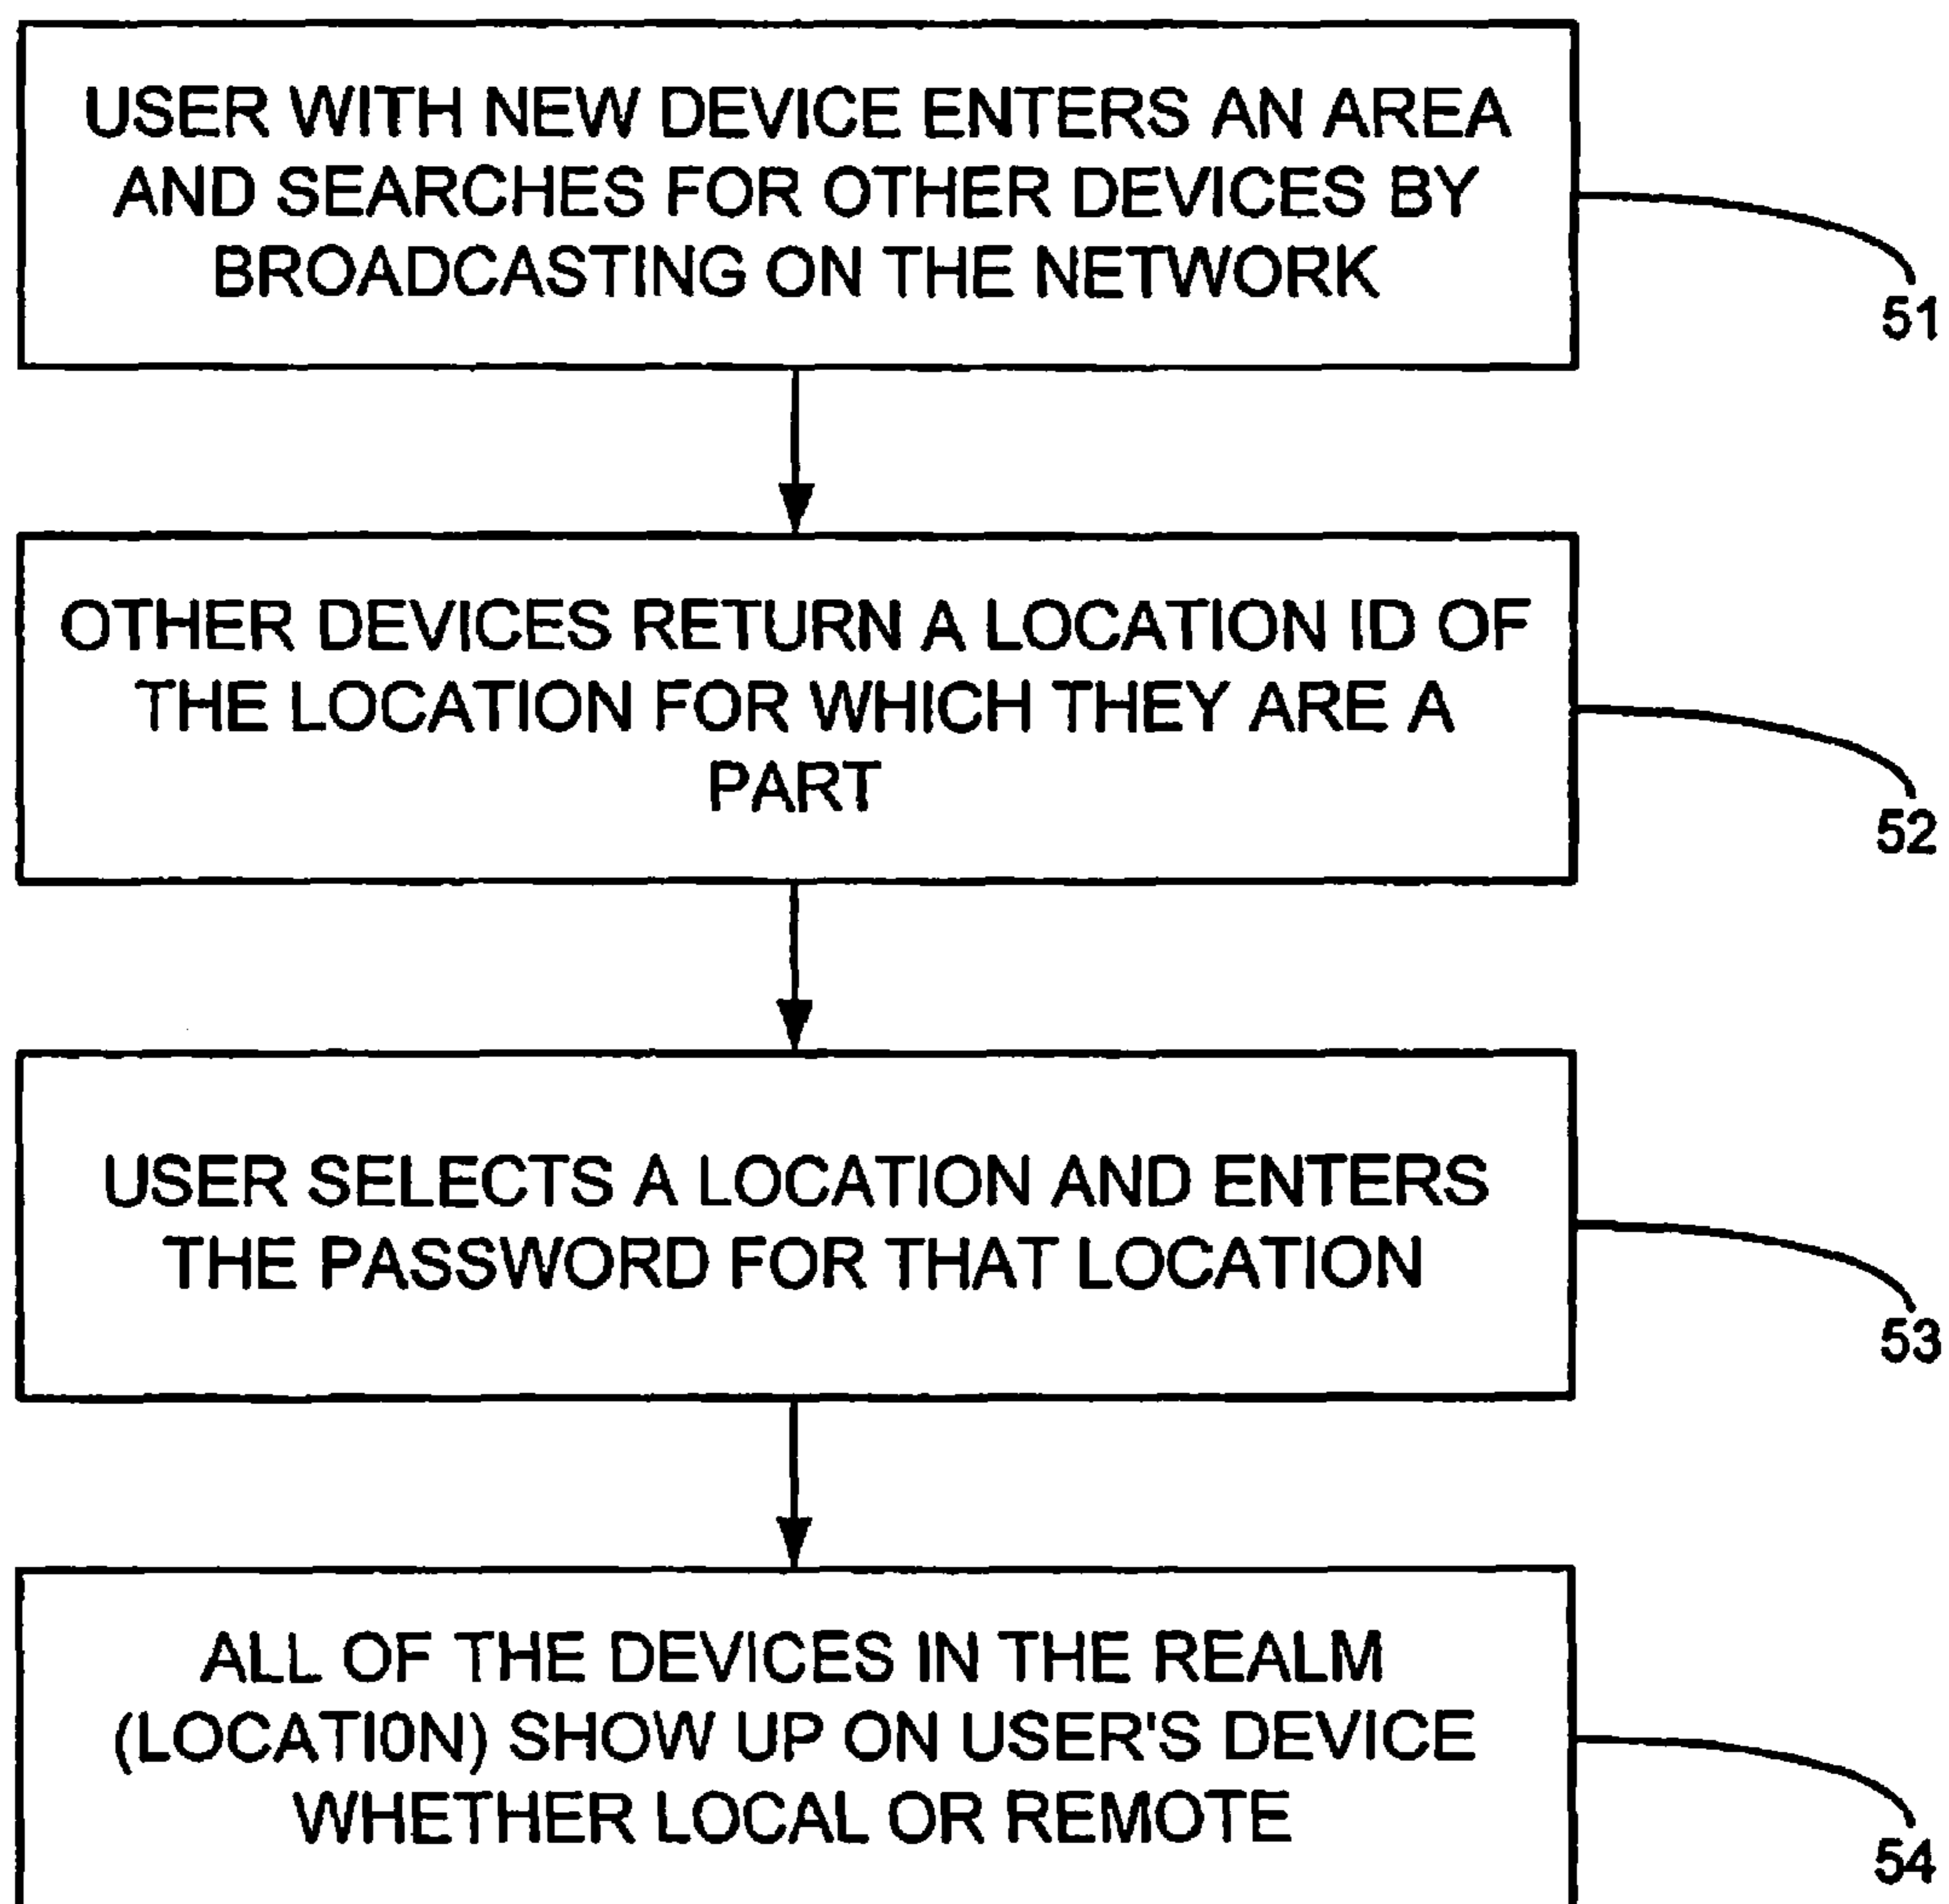 USER WITH NEW DEVICE ENTERS AN AREA
AND SEARCHES FOR OTHER DEVICES BY
BROADCASTING ON THE NETWORK
51
OTHER DEVICES RETURN A LOCATION ID OF
THE LOCATION FOR WHICH THEY ARE A
PART
52
USER SELECTS A LOCATION AND ENTERS
THE PASSWORD FOR THAT LOCATION
53
ALL OF THE DEVICES IN THE REALM
(LOCATION) SHOW UP ON USER'S DEVICE
WHETHER LOCAL OR REMOTE
54